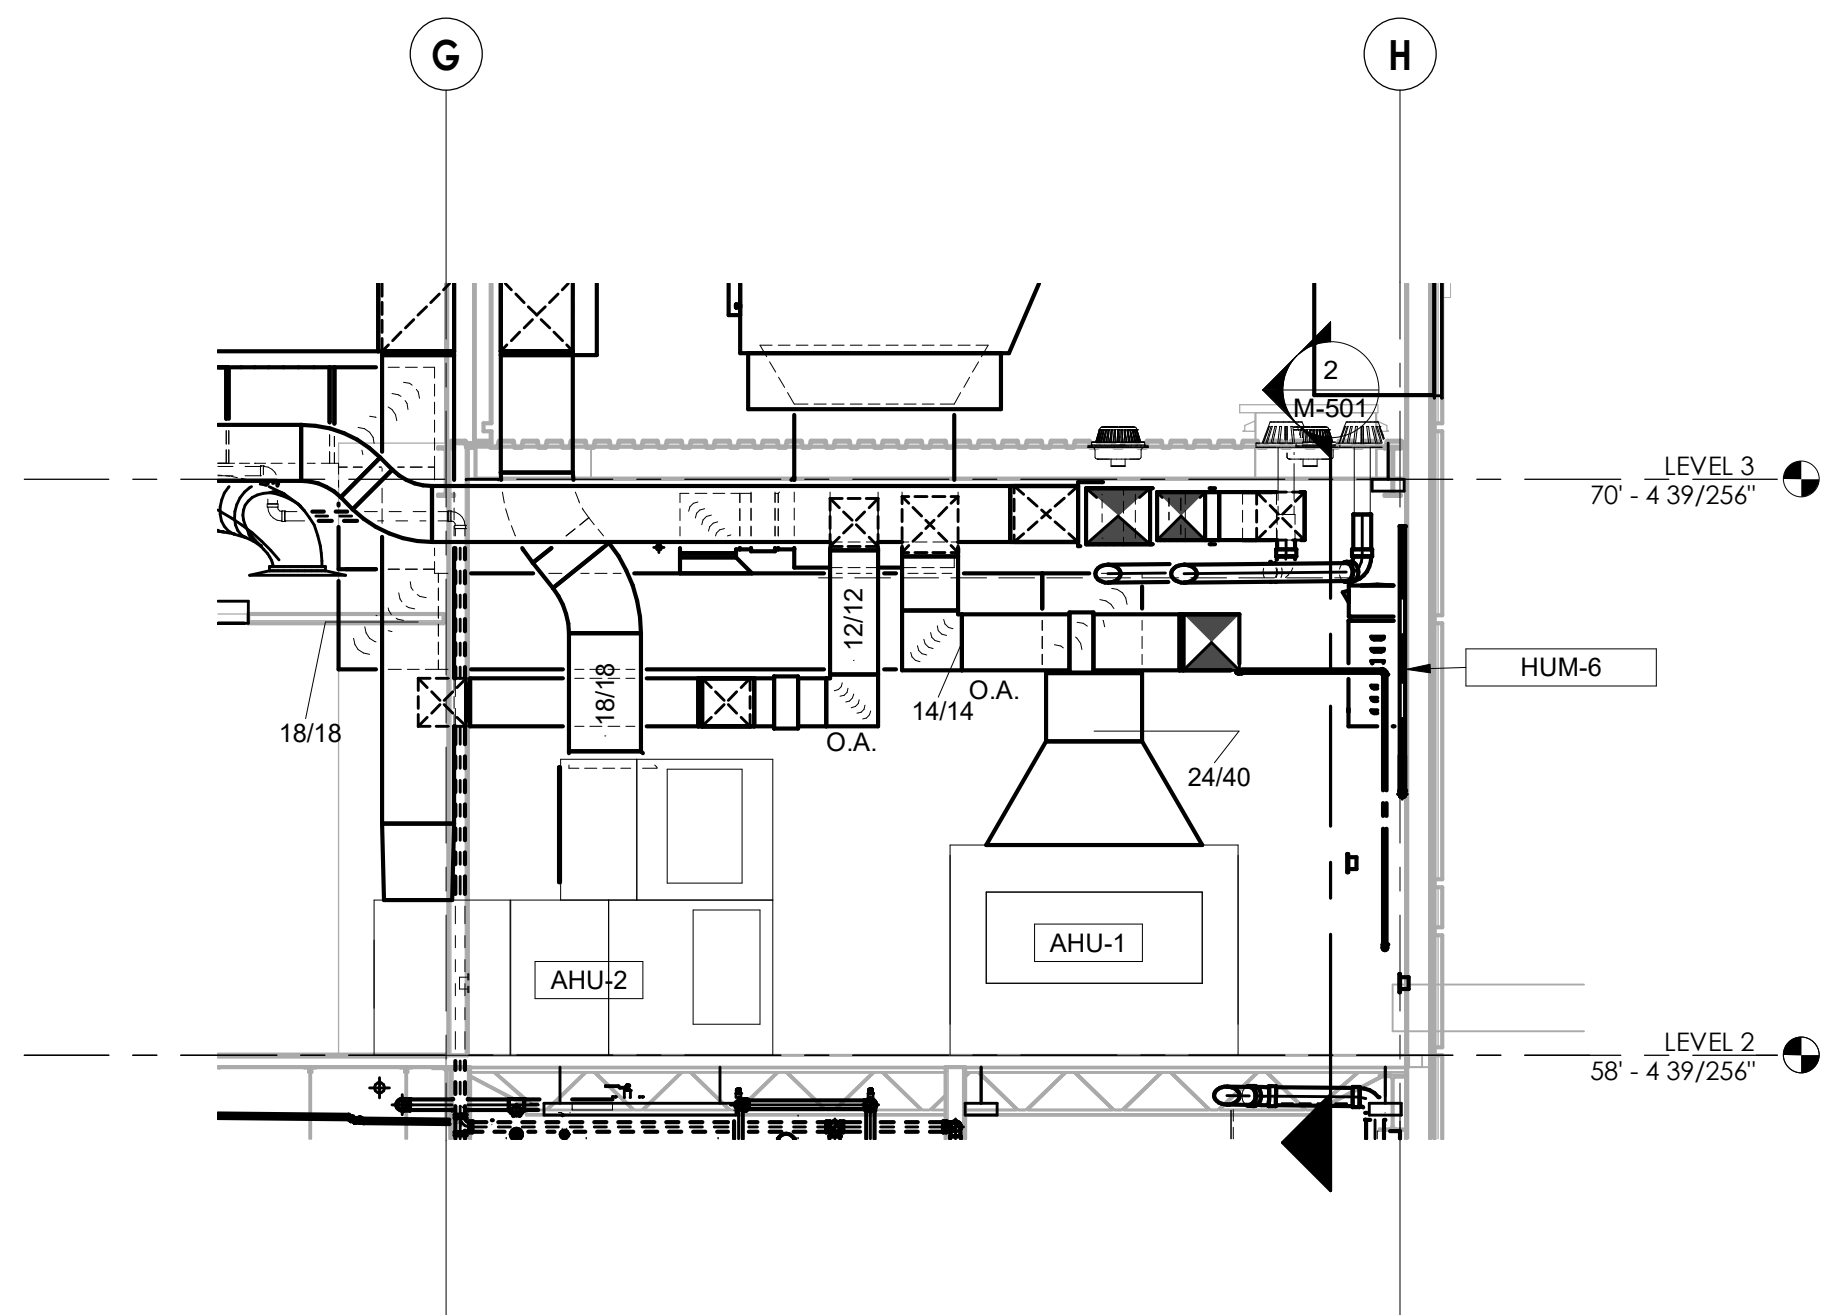 G
H
2
M-501
LEVEL 3
70' - 4 39/256"
12/12
HUM-6
18/18
14/14
O.A.
18/18
O.A.
24/40
AHU-1
AHU-2
LEVEL 2
58' - 4 39/256"